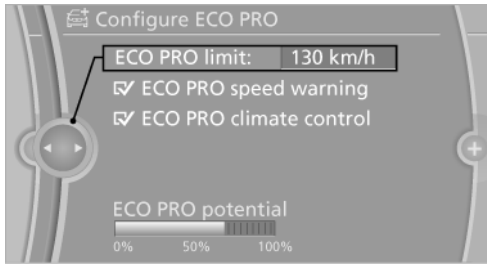 Configure ECO PRO
ECO PRO limit: 130 km/h
ECO PRO speed warning
ECO PRO climate control
ECO PRO potential
0% 50% 100%